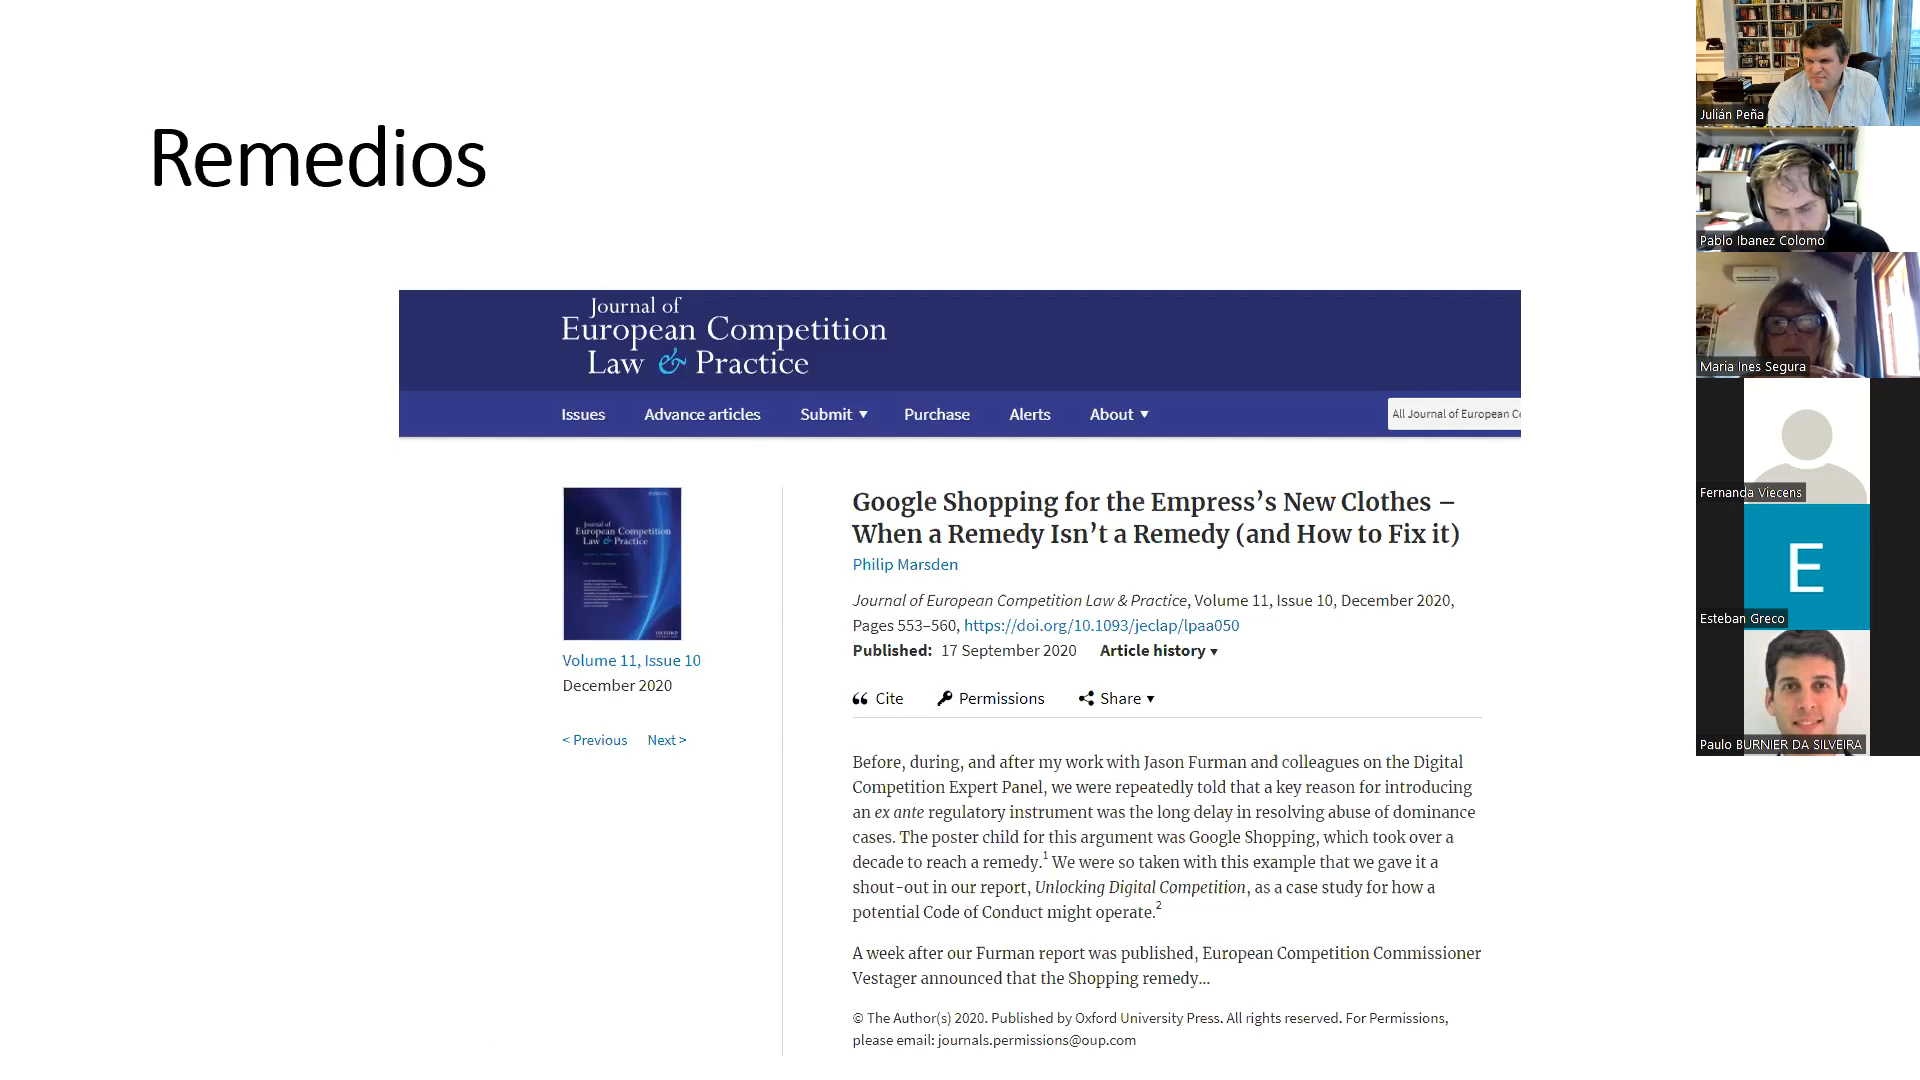 Remedios
Journal of
European Competition
Law & Practice
Issues Advance articles Submit ▼ Purchase Alerts About ▼
All Journal of European Co
Journal of
European Competition
Law & Practice
OXFORD
Volume 11, Issue 10
December 2020
< Previous Next >
Google Shopping for the Empress’s New Clothes –
When a Remedy Isn’t a Remedy (and How to Fix it)
Philip Marsden
Journal of European Competition Law & Practice, Volume 11, Issue 10, December 2020,
Pages 553–560, https://doi.org/10.1093/jeclap/lpaa050
Published: 17 September 2020 Article history ▾
Cite Permissions Share ▾
Before, during, and after my work with Jason Furman and colleagues on the Digital
Competition Expert Panel, we were repeatedly told that a key reason for introducing
an ex ante regulatory instrument was the long delay in resolving abuse of dominance
cases. The poster child for this argument was Google Shopping, which took over a
decade to reach a remedy.1 We were so taken with this example that we gave it a
shout-out in our report, Unlocking Digital Competition, as a case study for how a
potential Code of Conduct might operate.2
A week after our Furman report was published, European Competition Commissioner
Vestager announced that the Shopping remedy...
© The Author(s) 2020. Published by Oxford University Press. All rights reserved. For Permissions,
please email: journals.permissions@oup.com
Julián Peña
Pablo Ibanez Colomo
Maria Ines Segura
Fernanda Viecens
E
Esteban Greco
Paulo BURNIER DA SILVEIRA